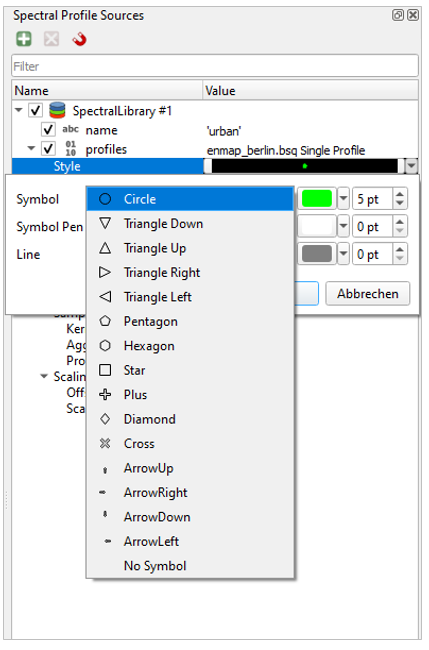 Spectral Profile Sources
Filter
Name Value
SpectralLibrary #1
abc name 'urban'
01
10 profiles enmap_berlin.bsq Single Profile
Style
Symbol 5 pt
Symbol Pen 0 pt
Line 0 pt
Abbrechen
Circle
Triangle Down
Triangle Up
Triangle Right
Triangle Left
Pentagon
Hexagon
Star
Plus
Diamond
Cross
ArrowUp
ArrowRight
ArrowDown
ArrowLeft
No Symbol
Ker
Agg
Pro
Scalin
Off
Sca